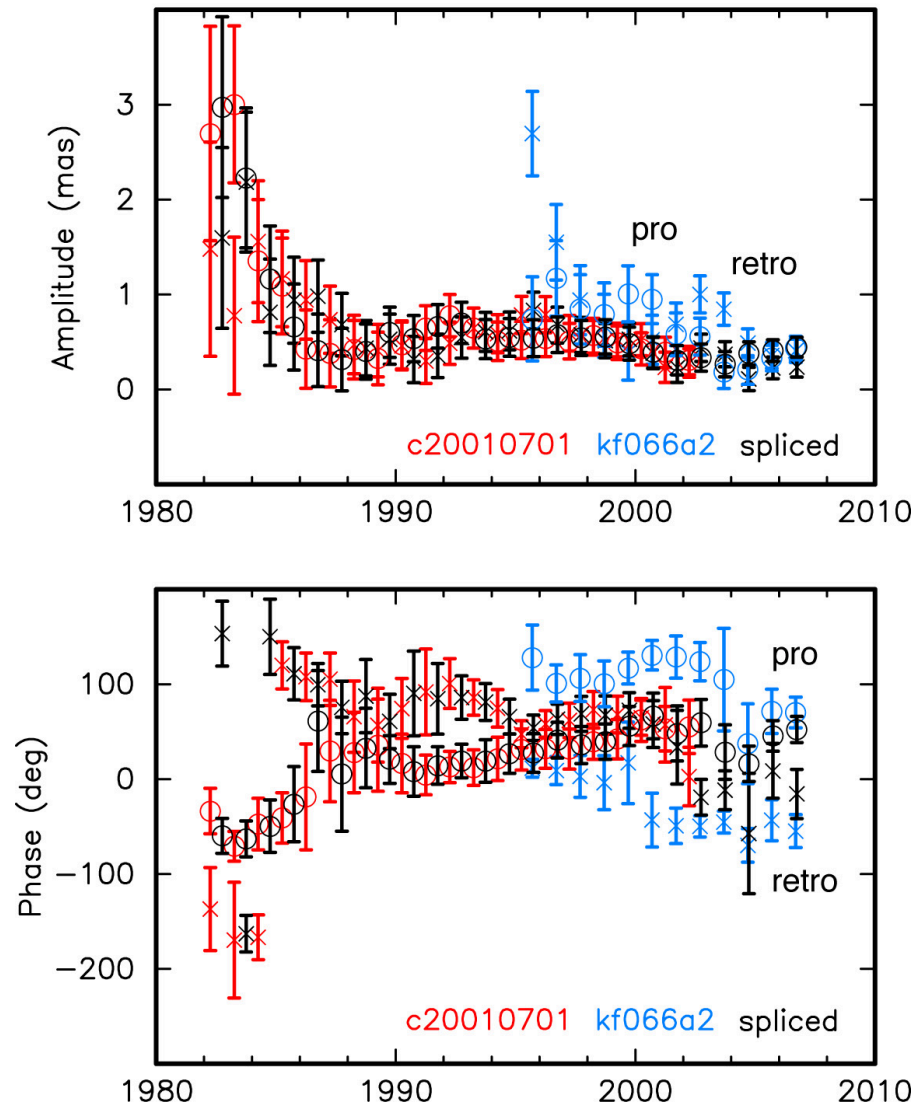 3
2
1
0
Amplitude (mas)
pro
retro
c20010701 kf066a2 spliced
1980 1990 2000 2010
100
0
−100
−200
Phase (deg)
pro
retro
c20010701 kf066a2 spliced
1980 1990 2000 2010